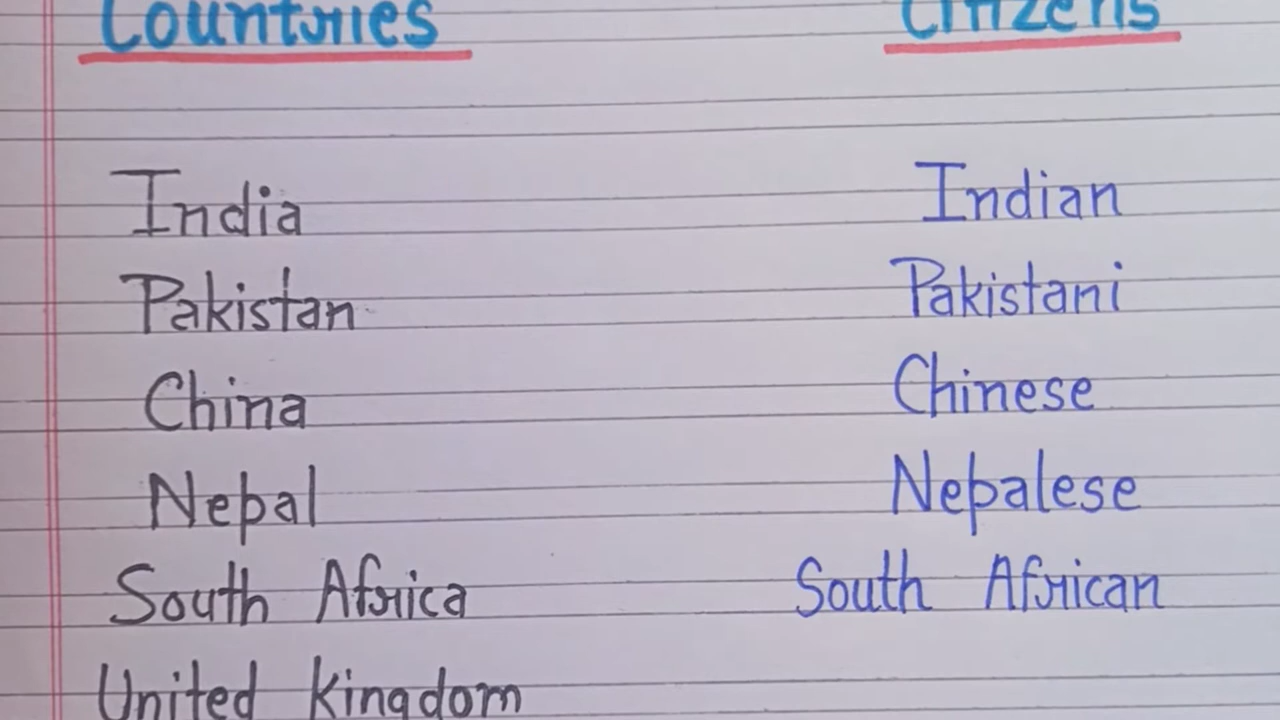 Countries Citizens
India Indian
Pakistan Pakistani
China Chinese
Nepal Nepalese
South Africa South African
United kingdom